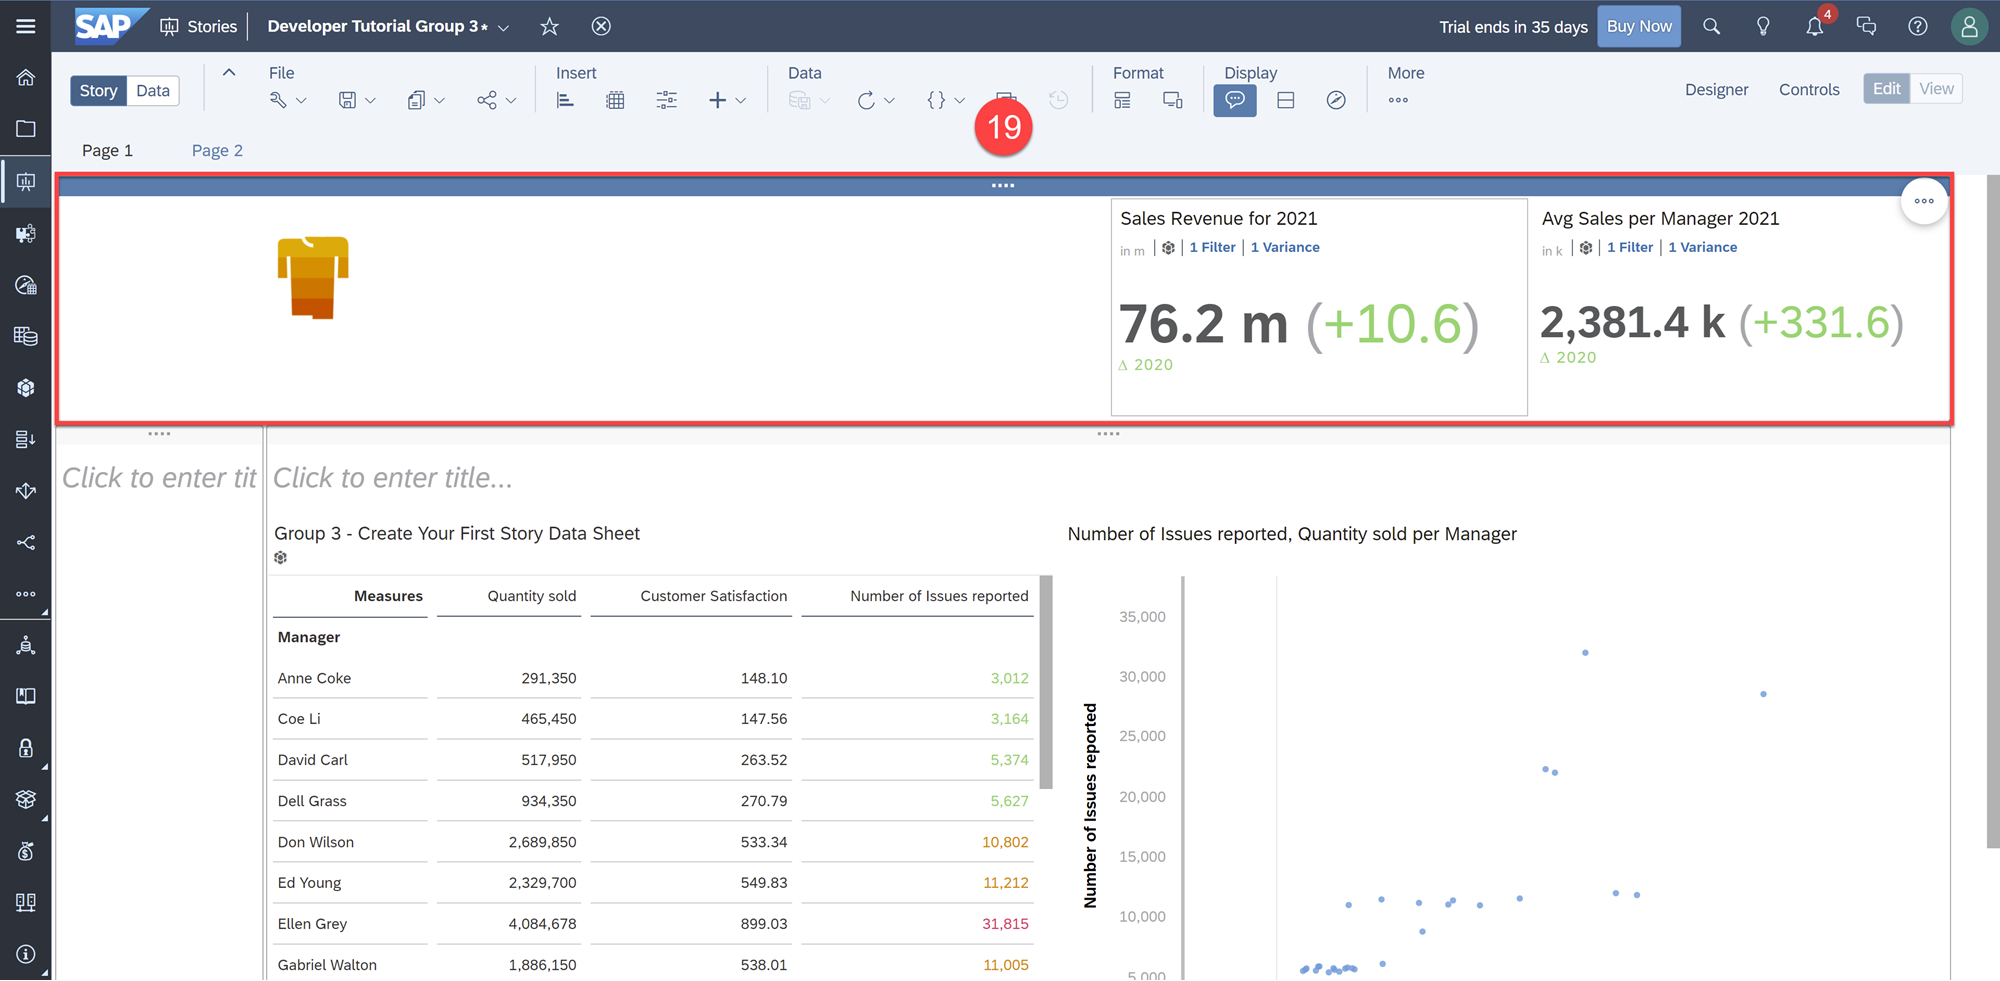 SAP Stories Developer Tutorial Group 3* Trial ends in 35 days Buy Now 4
Story Data File Insert Data Format Display More Designer Controls Edit View
19
Page 1 Page 2
Sales Revenue for 2021
in m 1 Filter 1 Variance
76.2 m (+10.6)
Δ 2020
Avg Sales per Manager 2021
in k 1 Filter 1 Variance
2,381.4 k (+331.6)
Δ 2020
Click to enter tit
Click to enter title...
Group 3 - Create Your First Story Data Sheet
Measures Quantity sold Customer Satisfaction Number of Issues reported
Manager
Anne Coke 291,350 148.10 3,012
Coe Li 465,450 147.56 3,164
David Carl 517,950 263.52 5,374
Dell Grass 934,350 270.79 5,627
Don Wilson 2,689,850 533.34 10,802
Ed Young 2,329,700 549.83 11,212
Ellen Grey 4,084,678 899.03 31,815
Gabriel Walton 1,886,150 538.01 11,005
Number of Issues reported, Quantity sold per Manager
Number of Issues reported
35,000
30,000
25,000
20,000
15,000
10,000
5,000